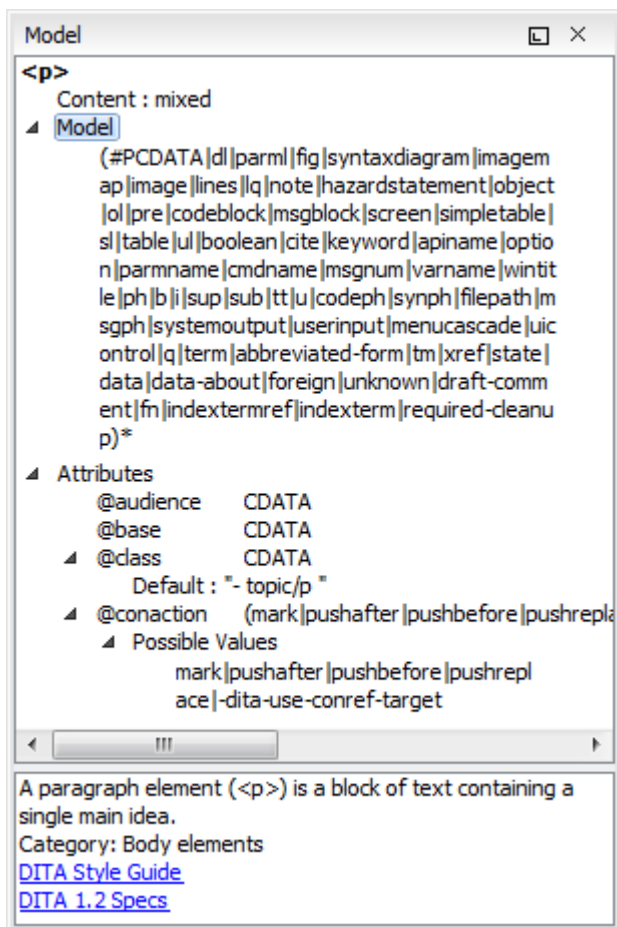 Model
<p>
Content : mixed
Model
(#PCDATA|dl|parml|fig|syntaxdiagram|imagem
ap|image|lines|lq|note|hazardstatement|object
|ol|pre|codeblock|msgblock|screen|simpletable|
sl|table|ul|boolean|cite|keyword|apiname|optio
n|parmname|cmdname|msgnum|varname|wintit
le|ph|b|i|sup|sub|tt|u|codeph|synph|filepath|m
sgph|systemoutput|userinput|menucascade|uic
ontrol|q|term|abbreviated-form|tm|xref|state|
data|data-about|foreign|unknown|draft-comm
ent|fn|indextermref|indexterm|required-cleanu
p)*
Attributes
@audience CDATA
@base CDATA
@class CDATA
Default : "- topic/p "
@conaction (mark|pushafter|pushbefore|pushrepla
Possible Values
mark|pushafter|pushbefore|pushrepl
ace|-dita-use-conref-target
A paragraph element (<p>) is a block of text containing a
single main idea.
Category: Body elements
DITA Style Guide
DITA 1.2 Specs